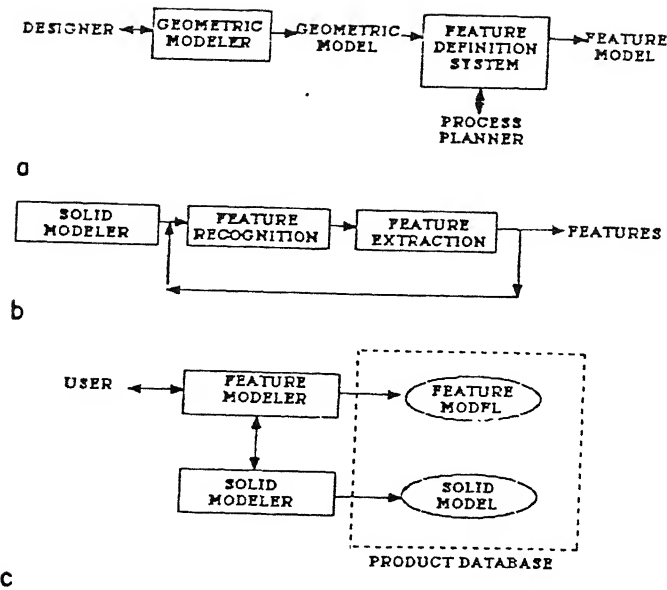 DESIGNER
GEOMETRIC
MODELER
GEOMETRIC
MODEL
FEATURE
DEFINITION
SYSTEM
FEATURE
MODEL
PROCESS
PLANNER
a
SOLID
MODELER
FEATURE
RECOGNITION
FEATURE
EXTRACTION
FEATURES
b
USER
FEATURE
MODELER
FEATURE
MODEL
SOLID
MODELER
SOLID
MODEL
PRODUCT DATABASE
c